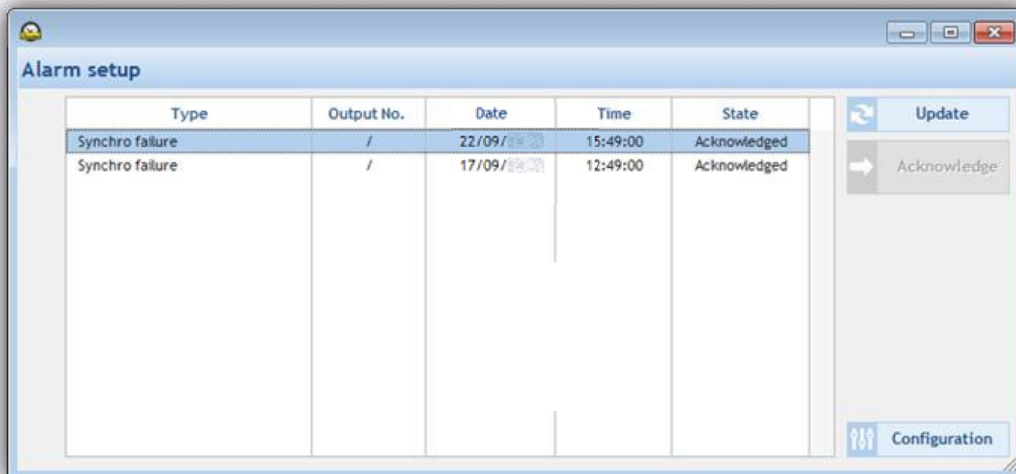 Alarm setup
Type Output No. Date Time State Update
Synchro failure / 22/09/ 15:49:00 Acknowledged
Synchro failure / 17/09/ 12:49:00 Acknowledged Acknowledge
Configuration